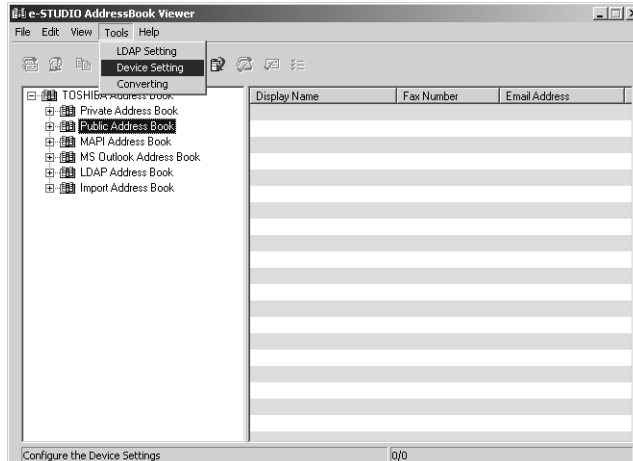 e-STUDIO AddressBook Viewer
File Edit View Tools Help
LDAP Setting
Device Setting
Converting
TOSHIBA Address Book
Display Name Fax Number Email Address
Private Address Book
Public Address Book
MAPI Address Book
MS Outlook Address Book
LDAP Address Book
Import Address Book
Configure the Device Settings 0/0